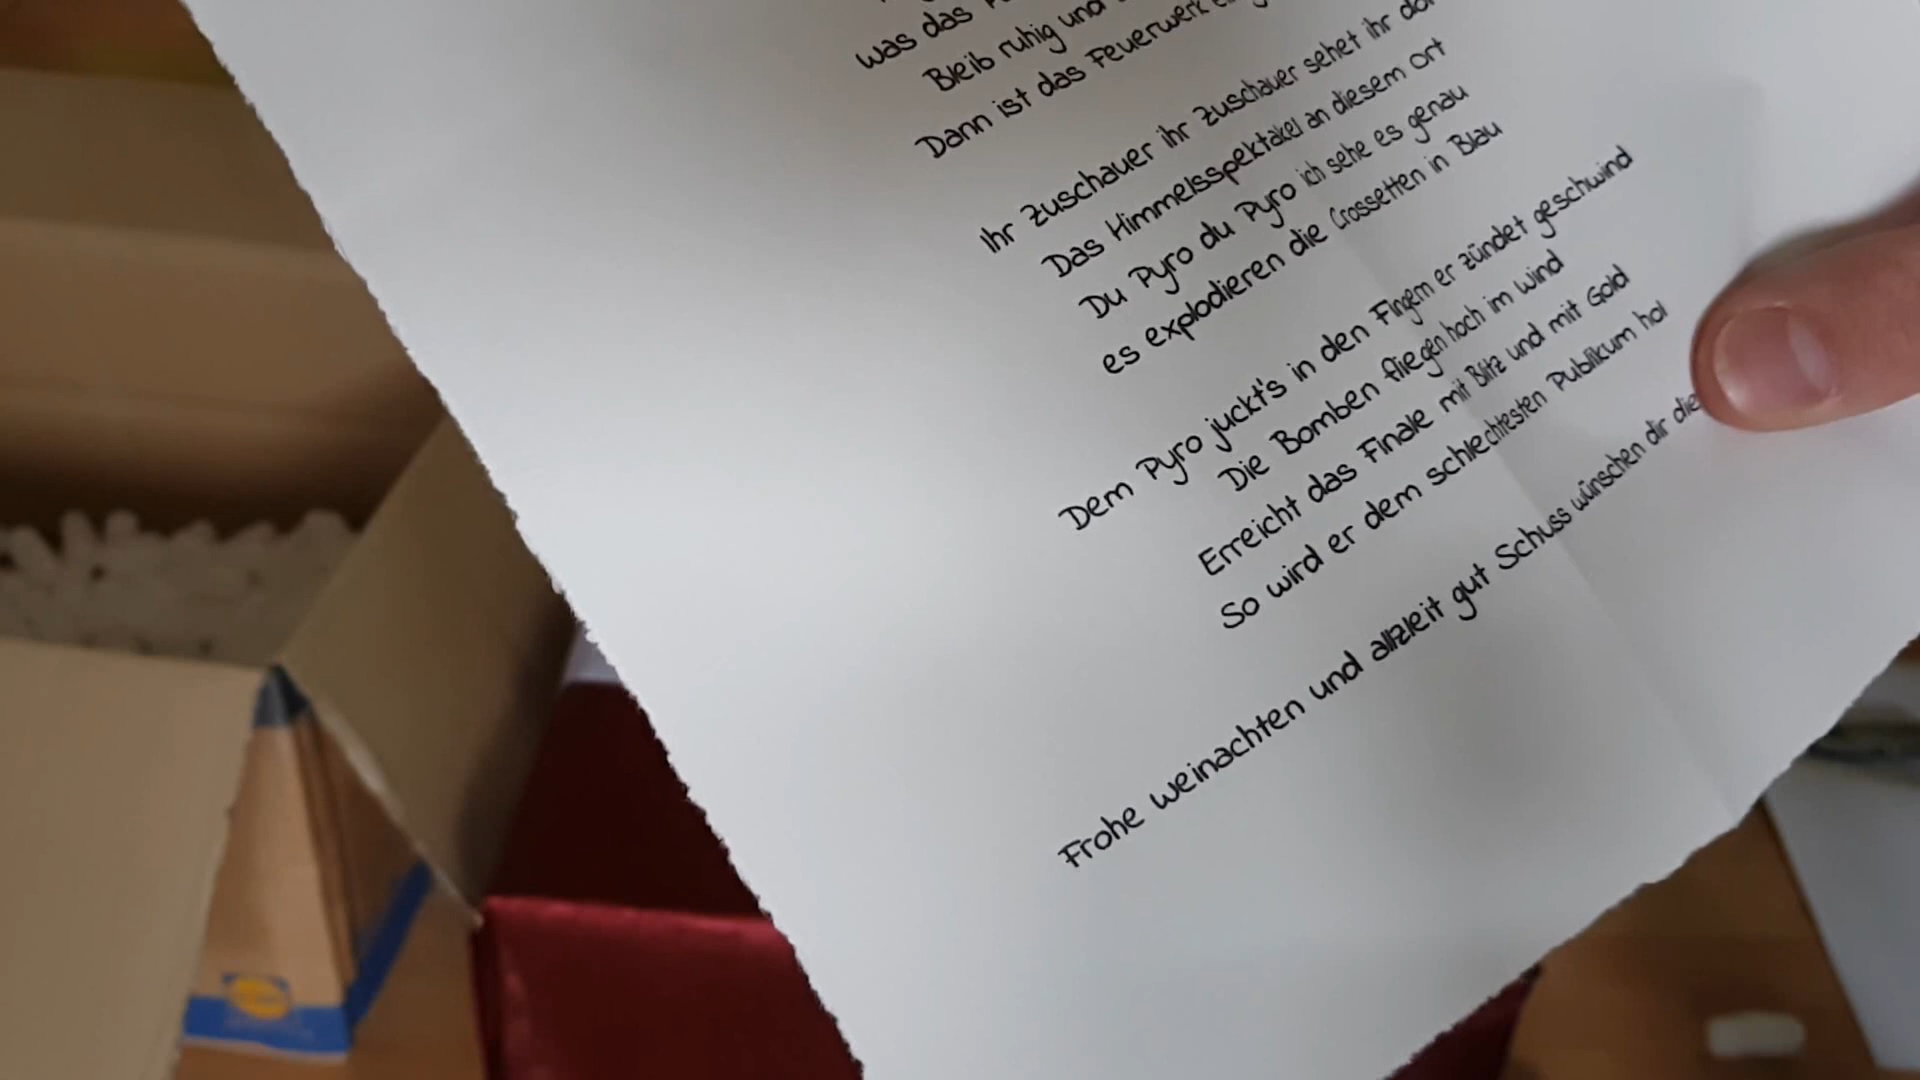 was das
Bleib ruhig und
Dann ist das Feuerwerk
Ihr Zuschauer ihr Zuschauer sehet ihr
Das Himmelsspektakel an diesem Ort
Du Pyro du Pyro ich sehe es genau
es explodieren die Crossetten in Blau
Dem Pyro juckt's in den Fingern er zündet geschwind
Die Bomben fliegen hoch im Wind
Erreicht das Finale mit Blitz und mit Gold
So wird er dem schlechtesten Publikum hol
Frohe weinachten und allzleit gut Schuss wünschen dir die